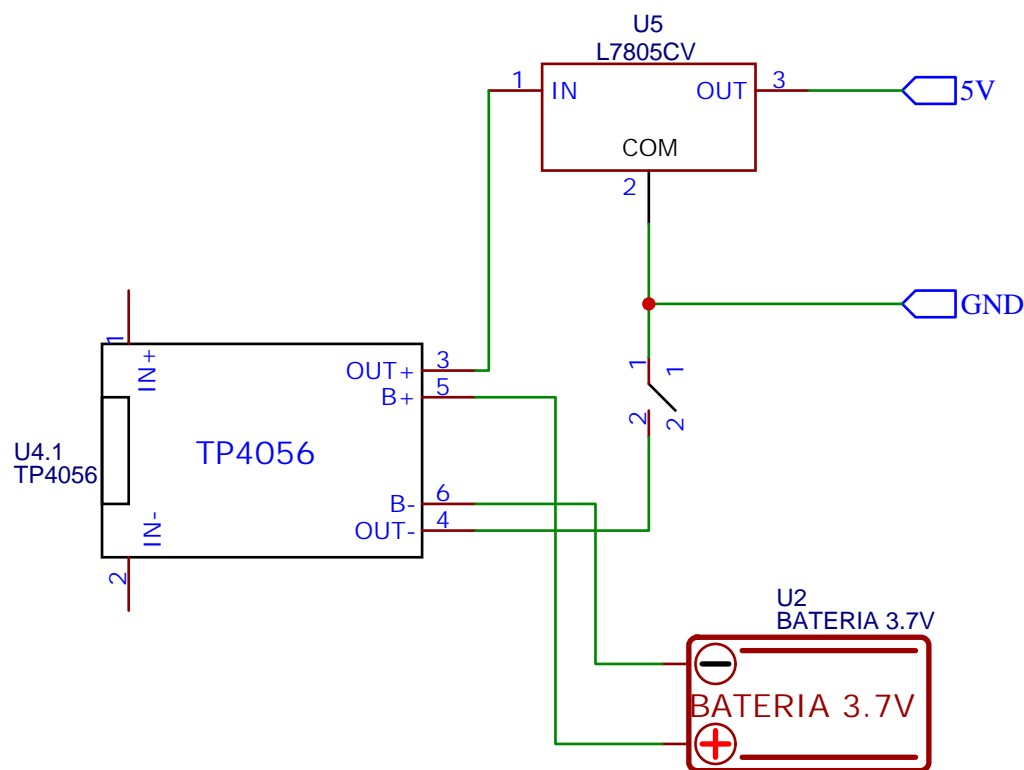 U5
L7805CV
1
IN
OUT
3
5V
COM
2
GND
1
IN+
OUT+
3
B+
5
1
1
2
2
U4.1
TP4056
TP4056
B-
6
OUT-
4
IN-
2
U2
BATERIA 3.7V
BATERIA 3.7V